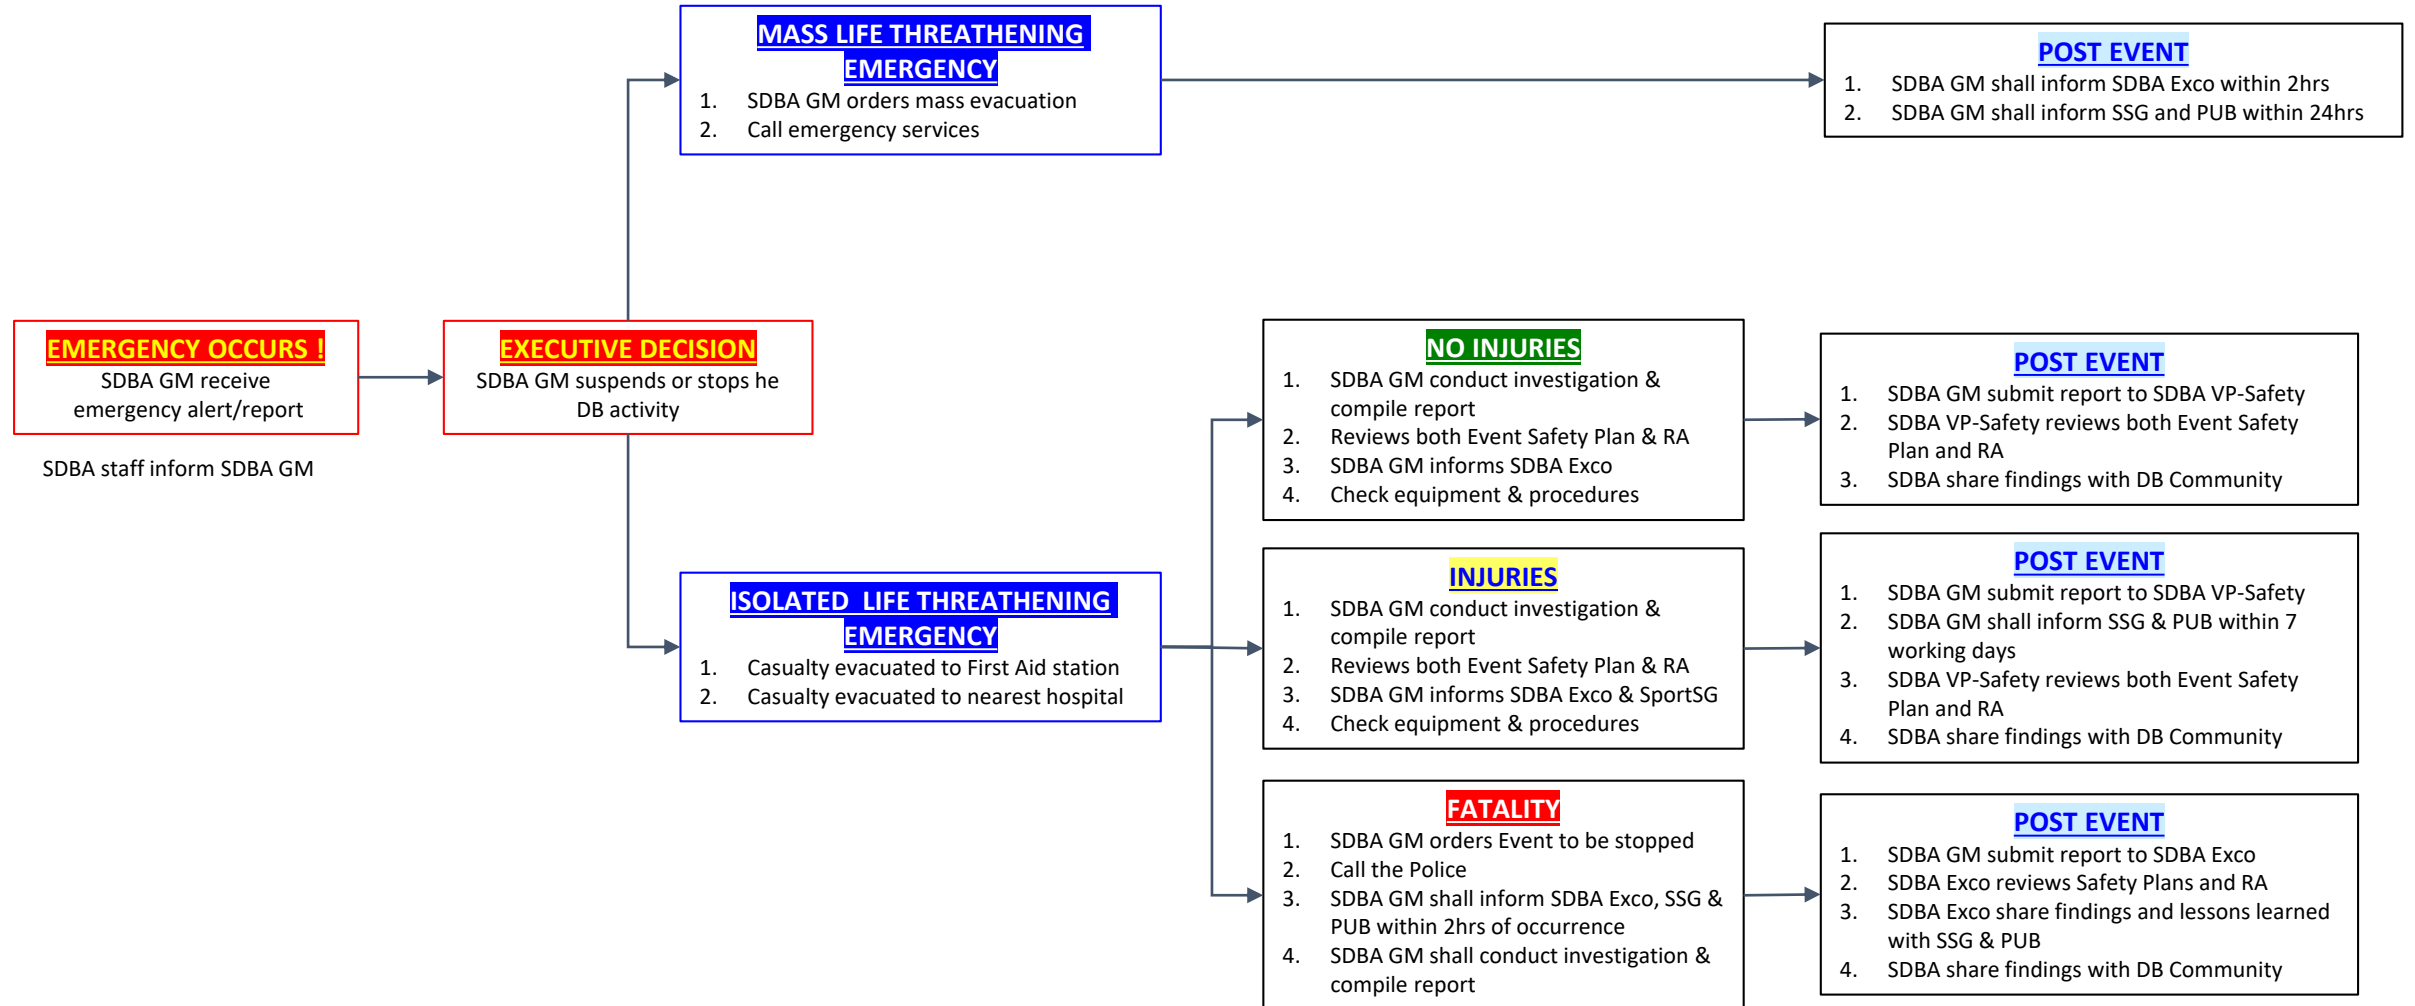 MASS LIFE THREATHENING
EMERGENCY
1. SDBA GM orders mass evacuation
2. Call emergency services
POST EVENT
1. SDBA GM shall inform SDBA Exco within 2hrs
2. SDBA GM shall inform SSG and PUB within 24hrs
EMERGENCY OCCURS !
SDBA GM receive
emergency alert/report
SDBA staff inform SDBA GM
EXECUTIVE DECISION
SDBA GM suspends or stops he
DB activity
ISOLATED LIFE THREATHENING
EMERGENCY
1. Casualty evacuated to First Aid station
2. Casualty evacuated to nearest hospital
NO INJURIES
1. SDBA GM conduct investigation &
compile report
2. Reviews both Event Safety Plan & RA
3. SDBA GM informs SDBA Exco
4. Check equipment & procedures
POST EVENT
1. SDBA GM submit report to SDBA VP-Safety
2. SDBA VP-Safety reviews both Event Safety
Plan and RA
3. SDBA share findings with DB Community
INJURIES
1. SDBA GM conduct investigation &
compile report
2. Reviews both Event Safety Plan & RA
3. SDBA GM informs SDBA Exco & SportSG
4. Check equipment & procedures
POST EVENT
1. SDBA GM submit report to SDBA VP-Safety
2. SDBA GM shall inform SSG & PUB within 7
working days
3. SDBA VP-Safety reviews both Event Safety
Plan and RA
4. SDBA share findings with DB Community
FATALITY
1. SDBA GM orders Event to be stopped
2. Call the Police
3. SDBA GM shall inform SDBA Exco, SSG &
PUB within 2hrs of occurrence
4. SDBA GM shall conduct investigation &
compile report
POST EVENT
1. SDBA GM submit report to SDBA Exco
2. SDBA Exco reviews Safety Plans and RA
3. SDBA Exco share findings and lessons learned
with SSG & PUB
4. SDBA share findings with DB Community